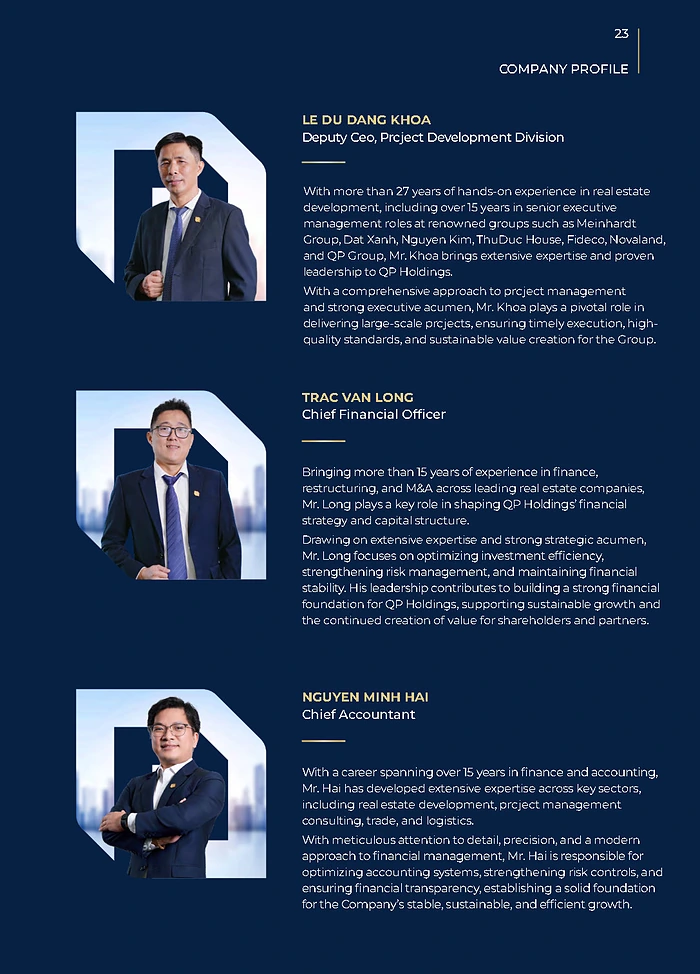 23
COMPANY PROFILE
LE DU DANG KHOA
Deputy Ceo, Project Development Division
With more than 27 years of hands-on experience in real estate
development, including over 15 years in senior executive
management roles at renowned groups such as Meinhardt
Group, Dat Xanh, Nguyen Kim, ThuDuc House, Fideco, Novaland,
and QP Group, Mr. Khoa brings extensive expertise and proven
leadership to QP Holdings.
With a comprehensive approach to project management
and strong executive acumen, Mr. Khoa plays a pivotal role in
delivering large-scale projects, ensuring timely execution, high-
quality standards, and sustainable value creation for the Group.
TRAC VAN LONG
Chief Financial Officer
Bringing more than 15 years of experience in finance,
restructuring, and M&A across leading real estate companies,
Mr. Long plays a key role in shaping QP Holdings' financial
strategy and capital structure.
Drawing on extensive expertise and strong strategic acumen,
Mr. Long focuses on optimizing investment efficiency,
strengthening risk management, and maintaining financial
stability. His leadership contributes to building a strong financial
foundation for QP Holdings, supporting sustainable growth and
the continued creation of value for shareholders and partners.
NGUYEN MINH HAI
Chief Accountant
With a career spanning over 15 years in finance and accounting,
Mr. Hai has developed extensive expertise across key sectors,
including real estate development, project management
consulting, trade, and logistics.
With meticulous attention to detail, precision, and a modern
approach to financial management, Mr. Hai is responsible for
optimizing accounting systems, strengthening risk controls, and
ensuring financial transparency, establishing a solid foundation
for the Company's stable, sustainable, and efficient growth.